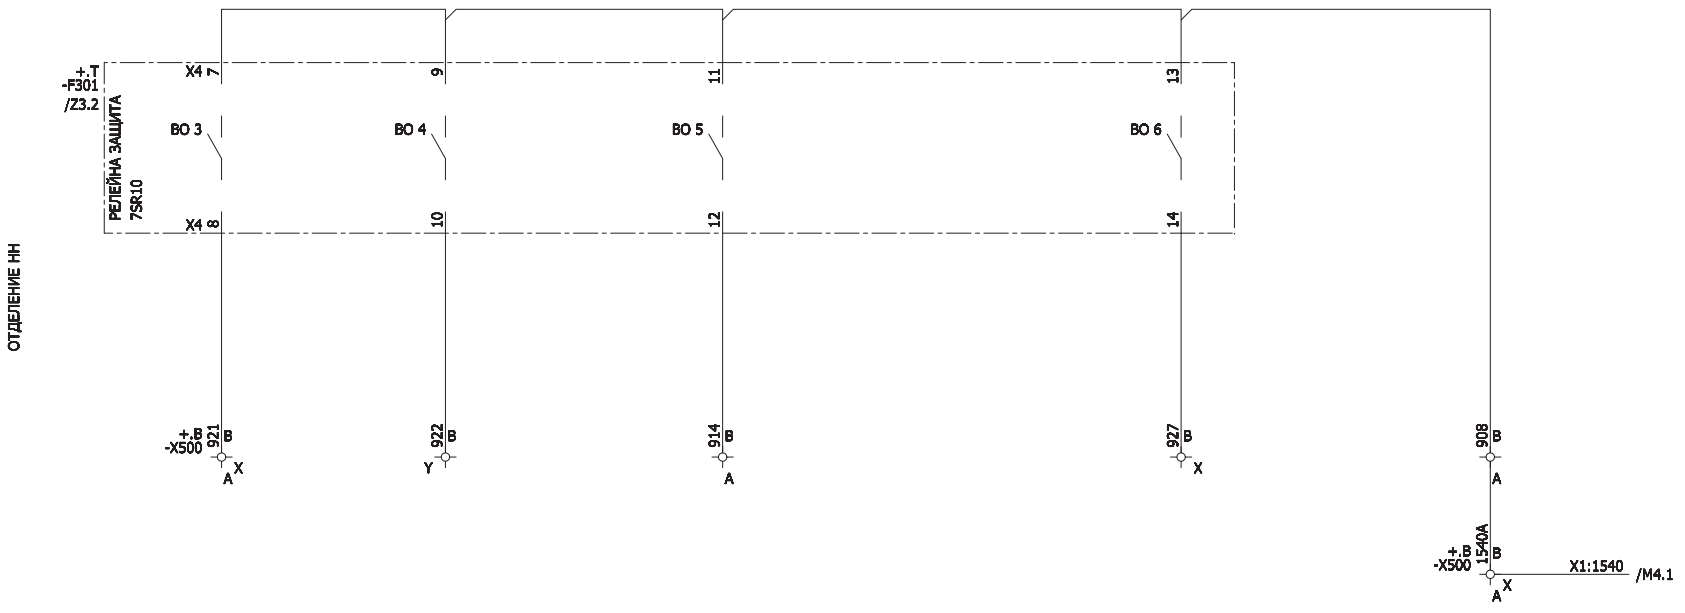 +.T
-F301
/Z3.2
РЕЛЕЙНА ЗАЩИТА
7SR10
X4 7
9
11
13
BO 3
BO 4
BO 5
BO 6
X4 8
10
12
14
ОТДЕЛЕНИЕ НН
+.B
-X500
921 B
X
A
922 B
Y
914 B
A
927 B
X
908 B
A
+.B
-X500
1540A B
X
A
X1:1540
/M4.1